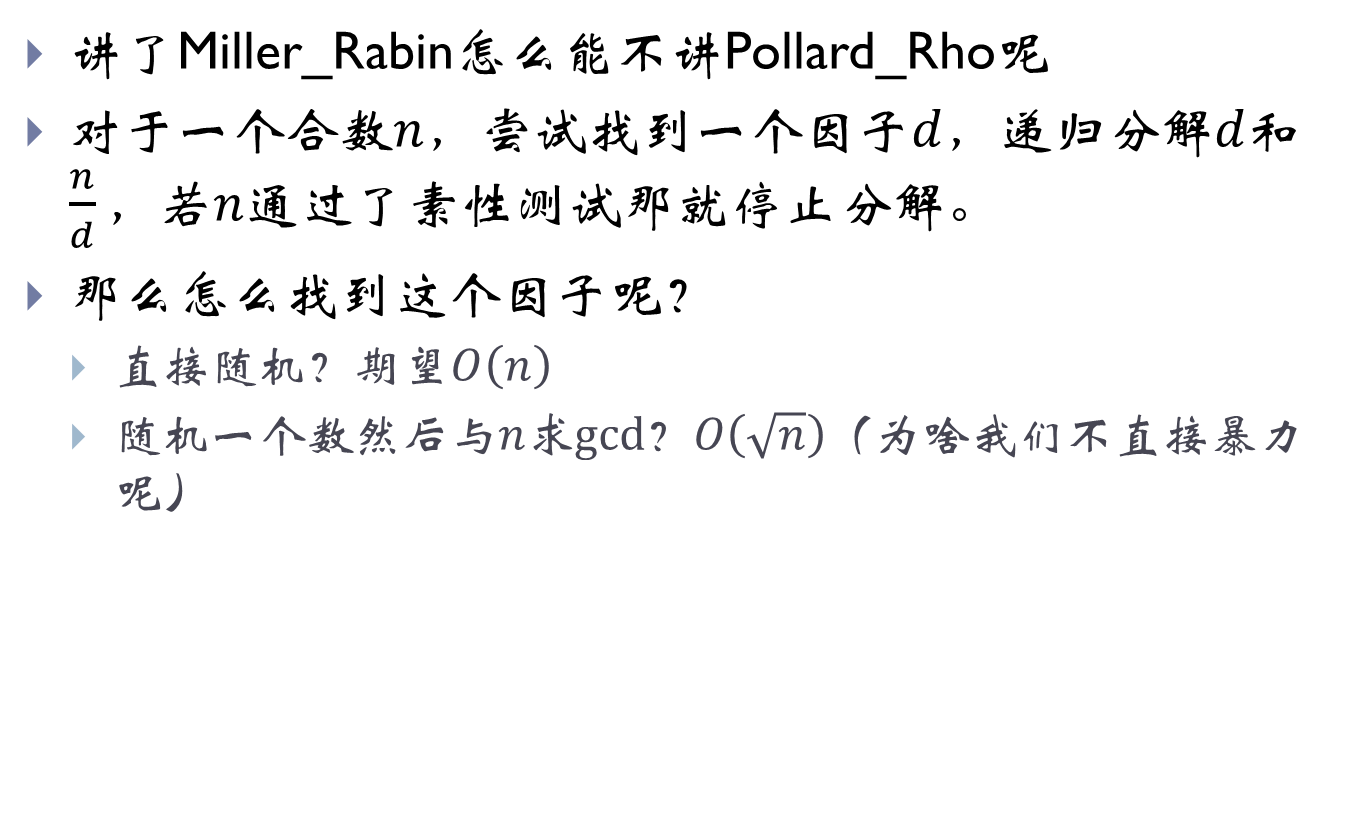 讲了Miller_Rabin怎么能不讲Pollard_Rho呢
对于一个合数n，尝试找到一个因子d，递归分解d和
n/d，若n通过了素性测试那就停止分解。
那么怎么找到这个因子呢？
直接随机？期望O(n)
随机一个数然后与n求gcd？O(√n)（为啥我们不直接暴力
呢）